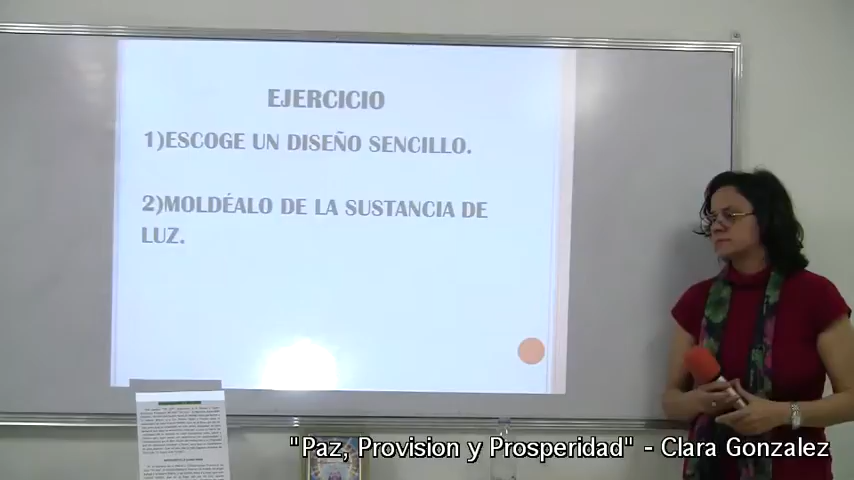 EJERCICIO
1)ESCOGE UN DISEÑO SENCILLO.
2)MOLDÉALO DE LA SUSTANCIA DE
LUZ.
"Paz, Provision y Prosperidad" - Clara Gonzalez